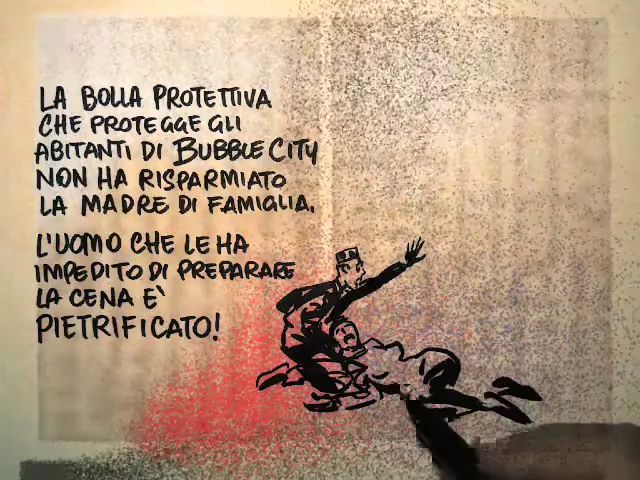 LA BOLLA PROTETTIVA
CHE PROTEGGE GLI
ABITANTI DI BUBBLE CITY
NON HA RISPARMIATO
LA MADRE DI FAMIGLIA.
L'UOMO CHE LE HA
IMPEDITO DI PREPARARE
LA CENA E'
PIETRIFICATO!